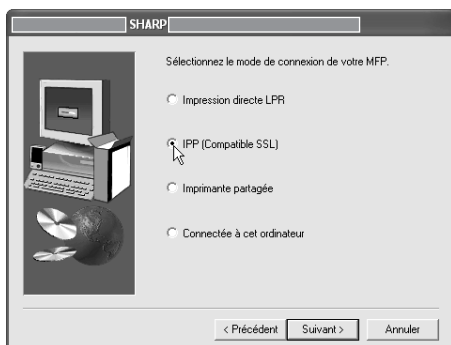 SHARP
Sélectionnez le mode de connexion de votre MFP.
Impression directe LPR
IPP (Compatible SSL)
Imprimante partagée
Connectée à cet ordinateur
< Précédent
Suivant >
Annuler